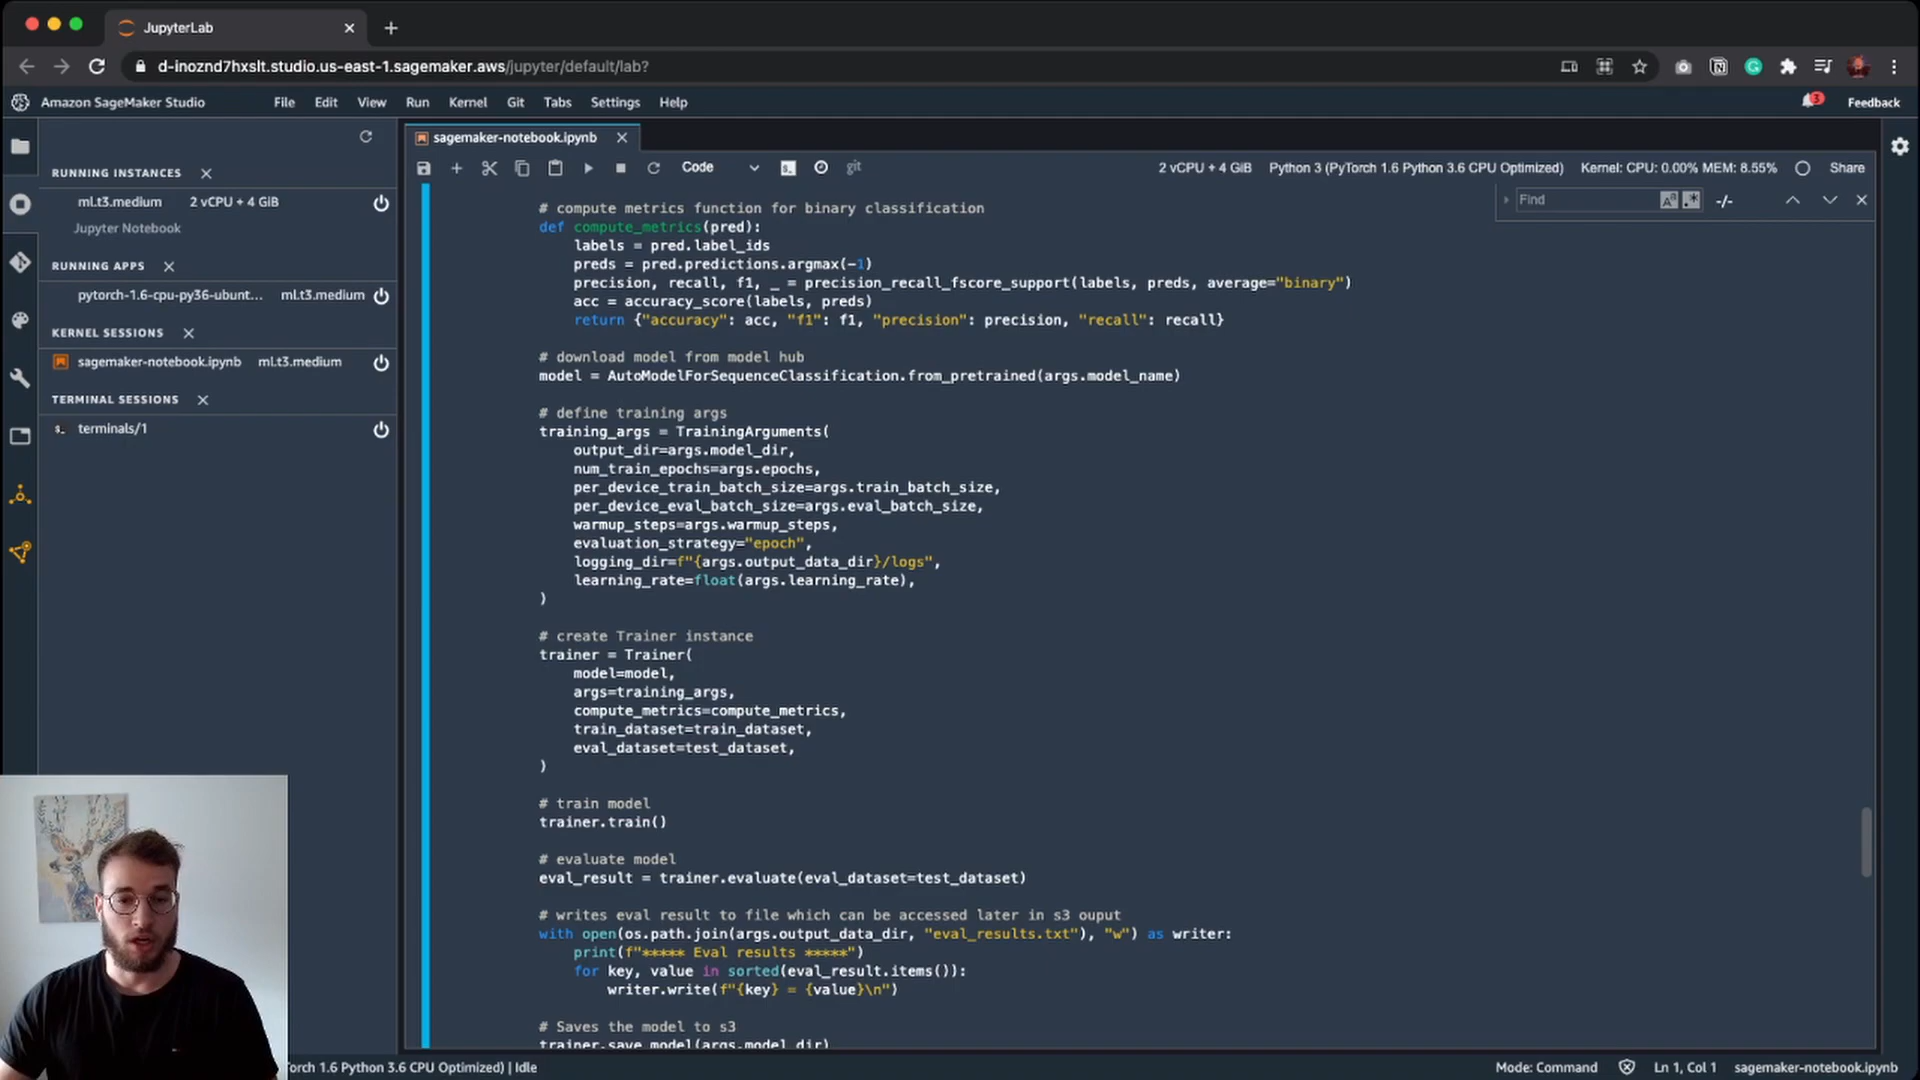 JupyterLab
d-inoznd7hxslt.studio.us-east-1.sagemaker.aws/jupyter/default/lab?
Amazon SageMaker Studio File Edit View Run Kernel Git Tabs Settings Help 3 Feedback
RUNNING INSTANCES
ml.t3.medium 2 vCPU + 4 GiB
Jupyter Notebook
RUNNING APPS
pytorch-1.6-cpu-py36-ubunt... ml.t3.medium
KERNEL SESSIONS
sagemaker-notebook.ipynb ml.t3.medium
TERMINAL SESSIONS
terminals/1
sagemaker-notebook.ipynb
Code git 2 vCPU + 4 GiB Python 3 (PyTorch 1.6 Python 3.6 CPU Optimized) Kernel: CPU: 0.00% MEM: 8.55% Share
Find -/-
# compute metrics function for binary classification
def compute_metrics(pred):
labels = pred.label_ids
preds = pred.predictions.argmax(-1)
precision, recall, f1, _ = precision_recall_fscore_support(labels, preds, average="binary")
acc = accuracy_score(labels, preds)
return {"accuracy": acc, "f1": f1, "precision": precision, "recall": recall}
# download model from model hub
model = AutoModelForSequenceClassification.from_pretrained(args.model_name)
# define training args
training_args = TrainingArguments(
output_dir=args.model_dir,
num_train_epochs=args.epochs,
per_device_train_batch_size=args.train_batch_size,
per_device_eval_batch_size=args.eval_batch_size,
warmup_steps=args.warmup_steps,
evaluation_strategy="epoch",
logging_dir=f"{args.output_data_dir}/logs",
learning_rate=float(args.learning_rate),
)
# create Trainer instance
trainer = Trainer(
model=model,
args=training_args,
compute_metrics=compute_metrics,
train_dataset=train_dataset,
eval_dataset=test_dataset,
)
# train model
trainer.train()
# evaluate model
eval_result = trainer.evaluate(eval_dataset=test_dataset)
# writes eval result to file which can be accessed later in s3 ouput
with open(os.path.join(args.output_data_dir, "eval_results.txt"), "w") as writer:
print(f"***** Eval results *****")
for key, value in sorted(eval_result.items()):
writer.write(f"{key} = {value}\n")
# Saves the model to s3
trainer.save_model(args.model_dir)
Torch 1.6 Python 3.6 CPU Optimized) | Idle Mode: Command Ln 1, Col 1 sagemaker-notebook.ipynb